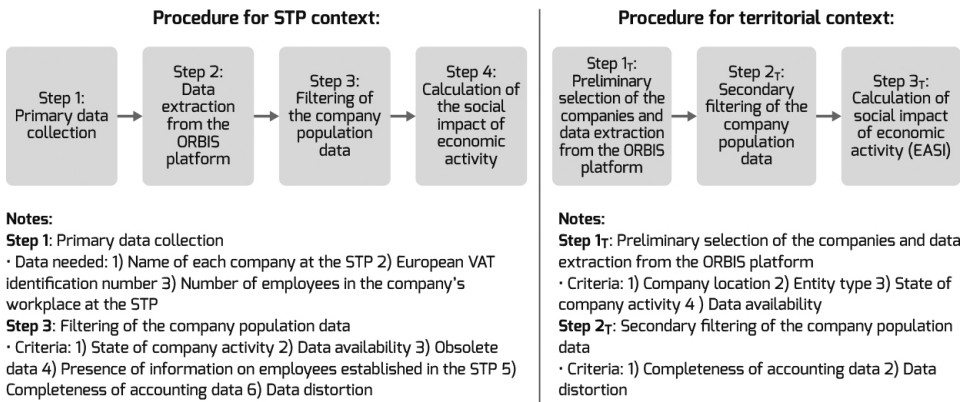 Procedure for STP context:
Step 1:
Primary data
collection
Step 2:
Data
extraction
from the
ORBIS
platform
Step 3:
Filtering of
the company
population
data
Step 4:
Calculation of
the social
impact of
economic
activity
Notes:
Step 1: Primary data collection
· Data needed: 1) Name of each company at the STP 2) European VAT
identification number 3) Number of employees in the company's
workplace at the STP
Step 3: Filtering of the company population data
· Criteria: 1) State of company activity 2) Data availability 3) Obsolete
data 4) Presence of information on employees established in the STP 5)
Completeness of accounting data 6) Data distortion
Procedure for territorial context:
Step 1T:
Preliminary
selection of the
companies and
data extraction
from the ORBIS
platform
Step 2T:
Secondary
filtering of the
company
population
data
Step 3T:
Calculation of
social impact
of economic
activity (EASI)
Notes:
Step 1T: Preliminary selection of the companies and data
extraction from the ORBIS platform
· Criteria: 1) Company location 2) Entity type 3) State of
company activity 4 ) Data availability
Step 2T: Secondary filtering of the company population
data
· Criteria: 1) Completeness of accounting data 2) Data
distortion